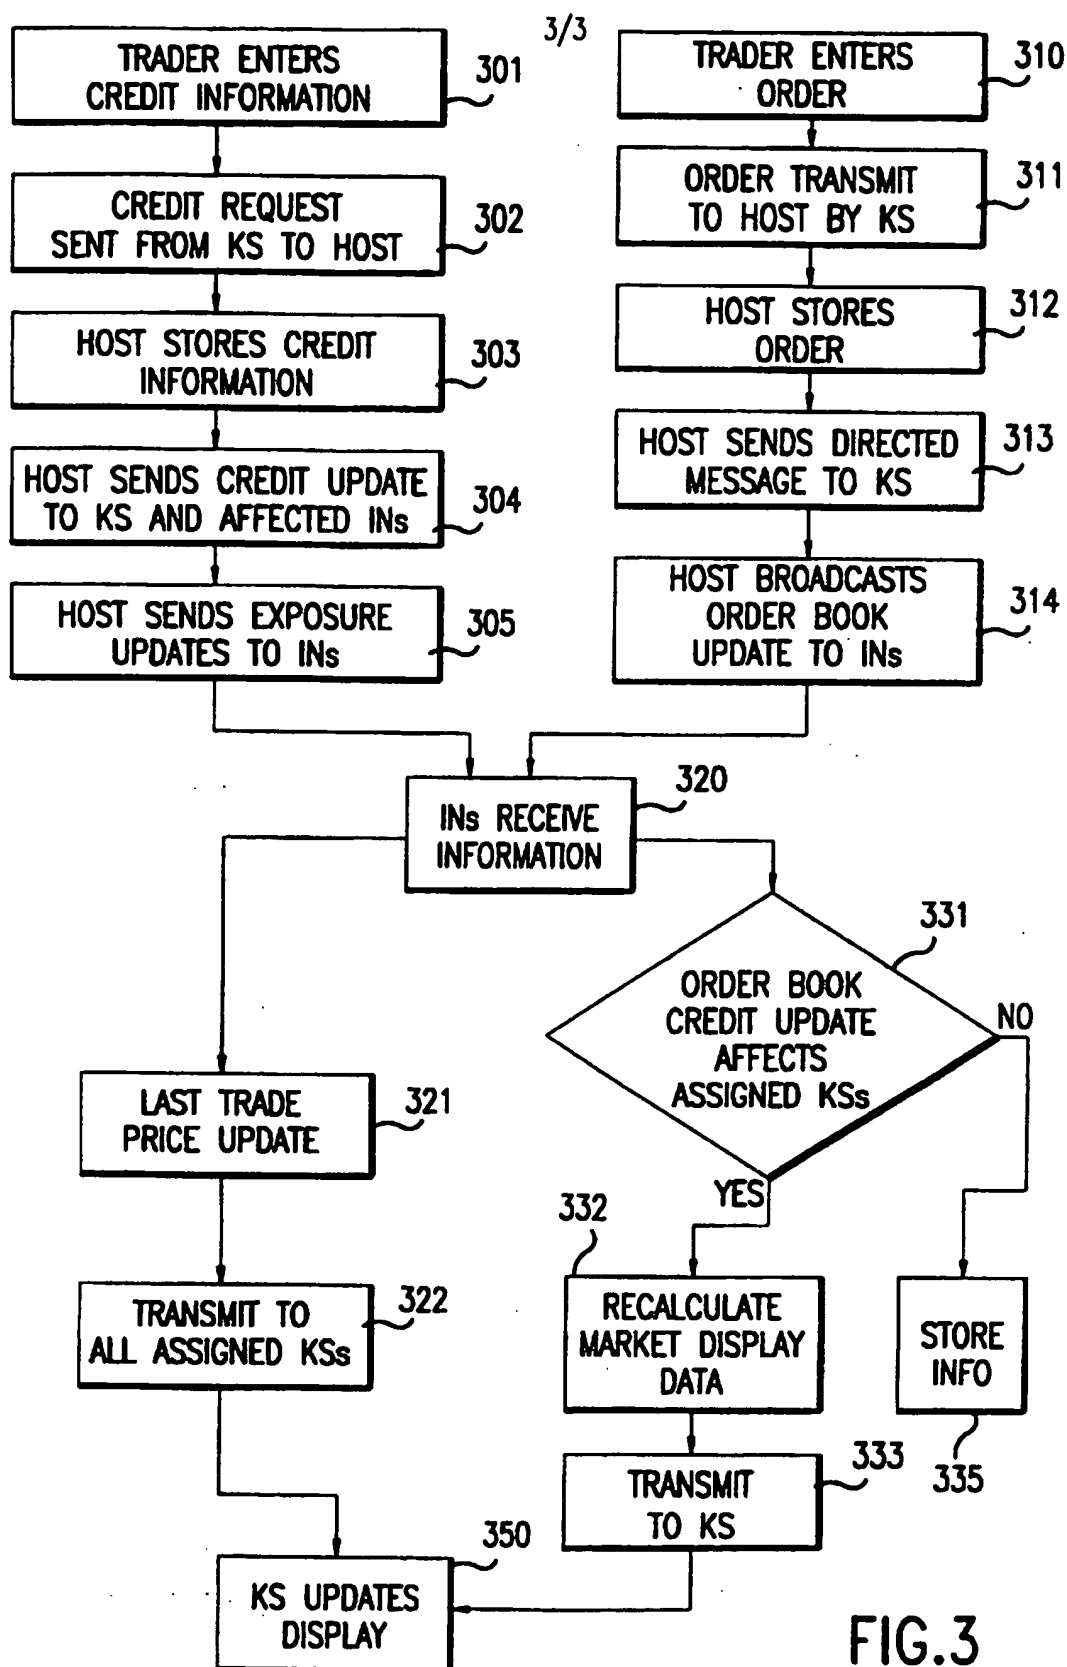 3/3
TRADER ENTERS
CREDIT INFORMATION
301
CREDIT REQUEST
SENT FROM KS TO HOST
302
HOST STORES CREDIT
INFORMATION
303
HOST SENDS CREDIT UPDATE
TO KS AND AFFECTED INs
304
HOST SENDS EXPOSURE
UPDATES TO INs
305
TRADER ENTERS
ORDER
310
ORDER TRANSMIT
TO HOST BY KS
311
HOST STORES
ORDER
312
HOST SENDS DIRECTED
MESSAGE TO KS
313
HOST BROADCASTS
ORDER BOOK
UPDATE TO INs
314
INs RECEIVE
INFORMATION
320
LAST TRADE
PRICE UPDATE
321
TRANSMIT TO
ALL ASSIGNED KSs
322
331
ORDER BOOK
CREDIT UPDATE
AFFECTS
ASSIGNED KSs
NO
YES
332
RECALCULATE
MARKET DISPLAY
DATA
STORE
INFO
335
TRANSMIT
TO KS
333
KS UPDATES
DISPLAY
350
FIG.3